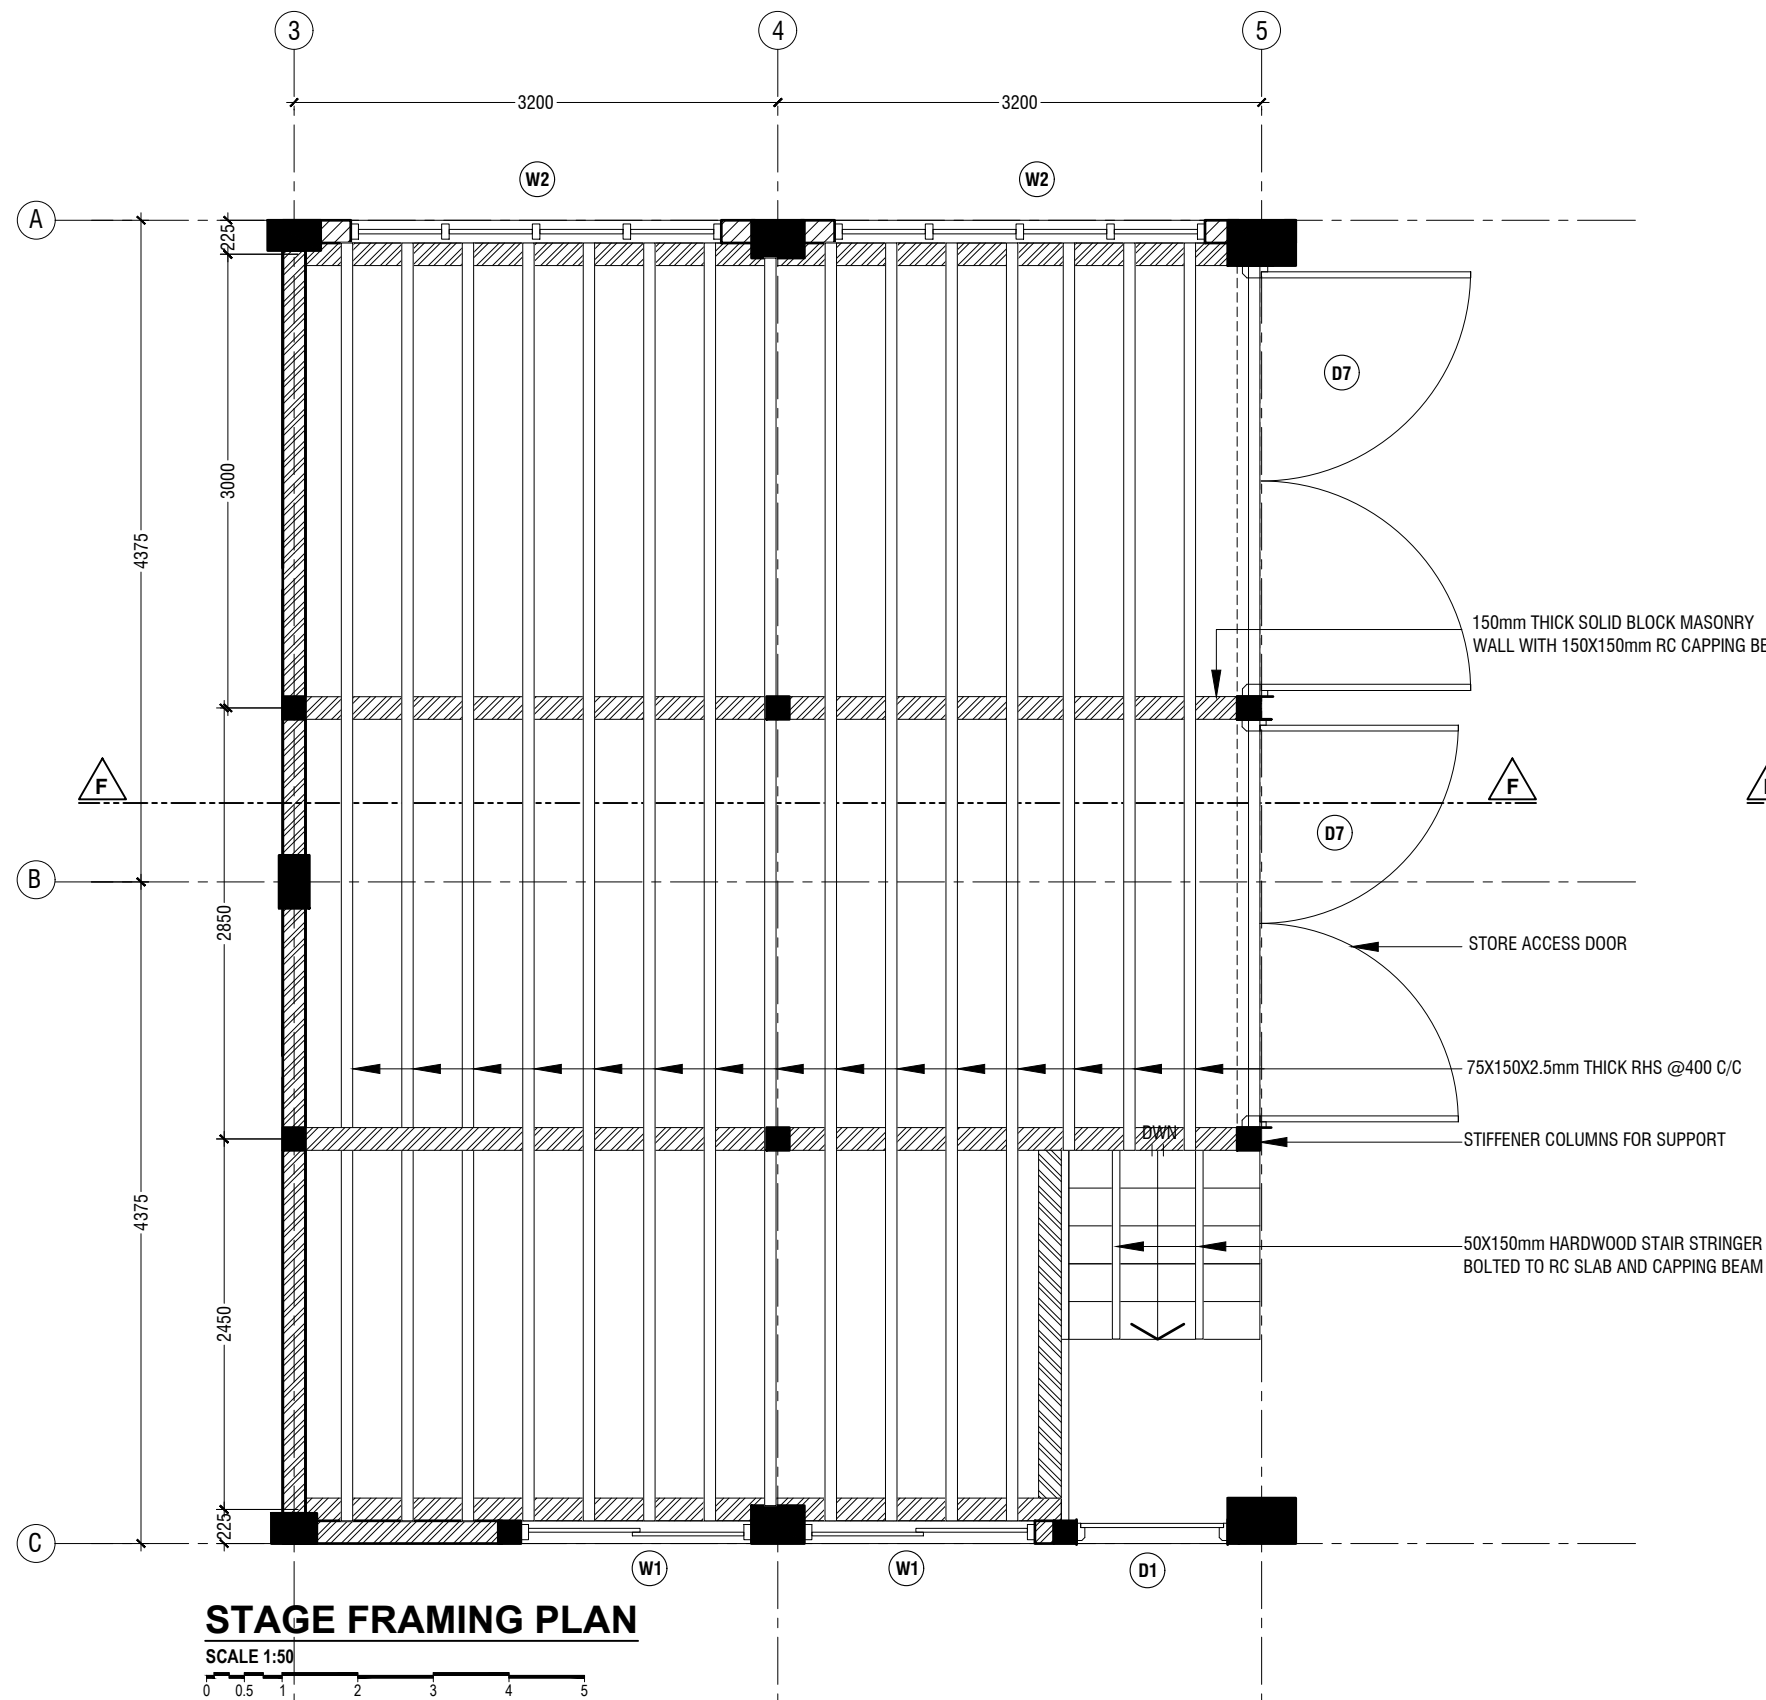 3
4
5
3200
3200
W2
W2
A
225
3000
4375
D7
150mm THICK SOLID BLOCK MASONRY
WALL WITH 150X150mm RC CAPPING BE
F
F
D7
B
2850
STORE ACCESS DOOR
75X150X2.5mm THICK RHS @400 C/C
DWN
STIFFENER COLUMNS FOR SUPPORT
4375
50X150mm HARDWOOD STAIR STRINGER
BOLTED TO RC SLAB AND CAPPING BEAM
2450
225
C
W1
W1
D1
STAGE FRAMING PLAN
SCALE 1:50
0 0.5 1 2 3 4 5